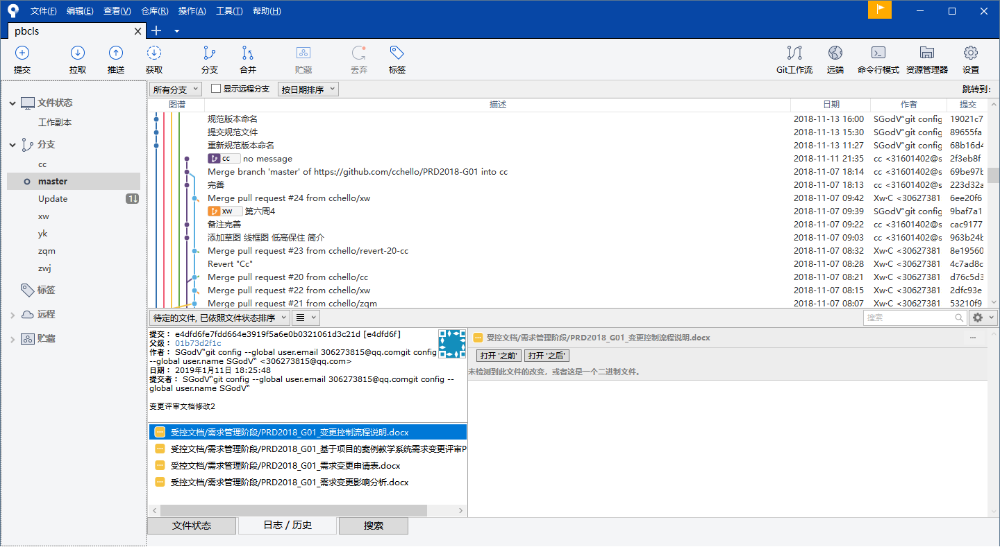 文件(F) 编辑(E) 查看(V) 仓库(R) 操作(A) 工具(T) 帮助(H)
pbcls
提交 拉取 推送 获取 分支 合并 贮藏 丢弃 标签 Git工作流 远端 命令行模式 资源管理器 设置
所有分支 显示远程分支 按日期排序 跳转到:
文件状态
工作副本
分支
cc
master
Update 1
xw
yk
zqm
zwj
标签
远程
贮藏
图谱 描述 日期 作者 提交
规范版本命名 2018-11-13 16:00 SGodV“git config 19021c7
提交规范文件 2018-11-13 15:30 SGodV“git config 89655fa
重新规范版本命名 2018-11-13 11:27 SGodV“git config 68b16d4
cc no message 2018-11-11 21:35 cc <31601402@s 2f3eb8f
Merge branch 'master' of https://github.com/cchello/PRD2018-G01 into cc 2018-11-07 18:14 cc <31601402@s 69be97b
完善 2018-11-07 18:13 cc <31601402@s 223d32a
Merge pull request #24 from cchello/xw 2018-11-07 09:42 Xw·C <30627381 6ee20f6
xw 第六周4 2018-11-07 09:39 SGodV“git config 9baf7a1
备注完善 2018-11-07 09:22 cc <31601402@s cac9177
添加草图 线框图 低高保住 简介 2018-11-07 09:03 cc <31601402@s 963b24b
Merge pull request #23 from cchello/revert-20-cc 2018-11-07 08:32 Xw·C <30627381 8e19560
Revert "Cc" 2018-11-07 08:28 Xw·C <30627381 4c7ad8c
Merge pull request #20 from cchello/cc 2018-11-07 08:21 Xw·C <30627381 d76c5d3
Merge pull request #22 from cchello/xw 2018-11-07 08:15 Xw·C <30627381 2dfc93e
Merge pull request #21 from cchello/zqm 2018-11-07 08:07 Xw·C <30627381 53210f9
待定的文件, 已依照文件状态排序 搜索
提交: e4dfd6fe7fdd664e3919f5a6e0b0321061d3c21d [e4dfd6f]
父级: 01b73d2f1c
作者: SGodV“git config --global user.email 306273815@qq.comgit config
--global user.name SGodV“ <306273815@qq.com>
日期: 2019年1月11日 18:25:48
提交者: SGodV“git config --global user.email 306273815@qq.comgit config --
global user.name SGodV“
变更评审文档修改2
受控文档/需求管理阶段/PRD2018_G01_变更控制流程说明.docx
受控文档/需求管理阶段/PRD2018_G01_基于项目的案例教学系统需求变更评审P
受控文档/需求管理阶段/PRD2018_G01_需求变更申请表.docx
受控文档/需求管理阶段/PRD2018_G01_需求变更影响分析.docx
受控文档/需求管理阶段/PRD2018_G01_变更控制流程说明.docx
打开 '之前' 打开 '之后'
未检测到此文件的改变，或者这是一个二进制文件。
文件状态 日志 / 历史 搜索